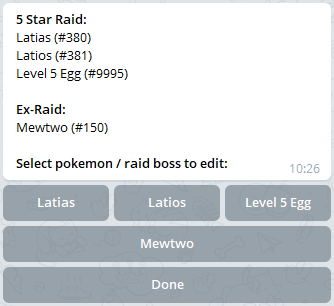 5 Star Raid:
Latias (#380)
Latios (#381)
Level 5 Egg (#9995)
Ex-Raid:
Mewtwo (#150)
Select pokemon / raid boss to edit:
10:26
Latias Latios Level 5 Egg
Mewtwo
Done